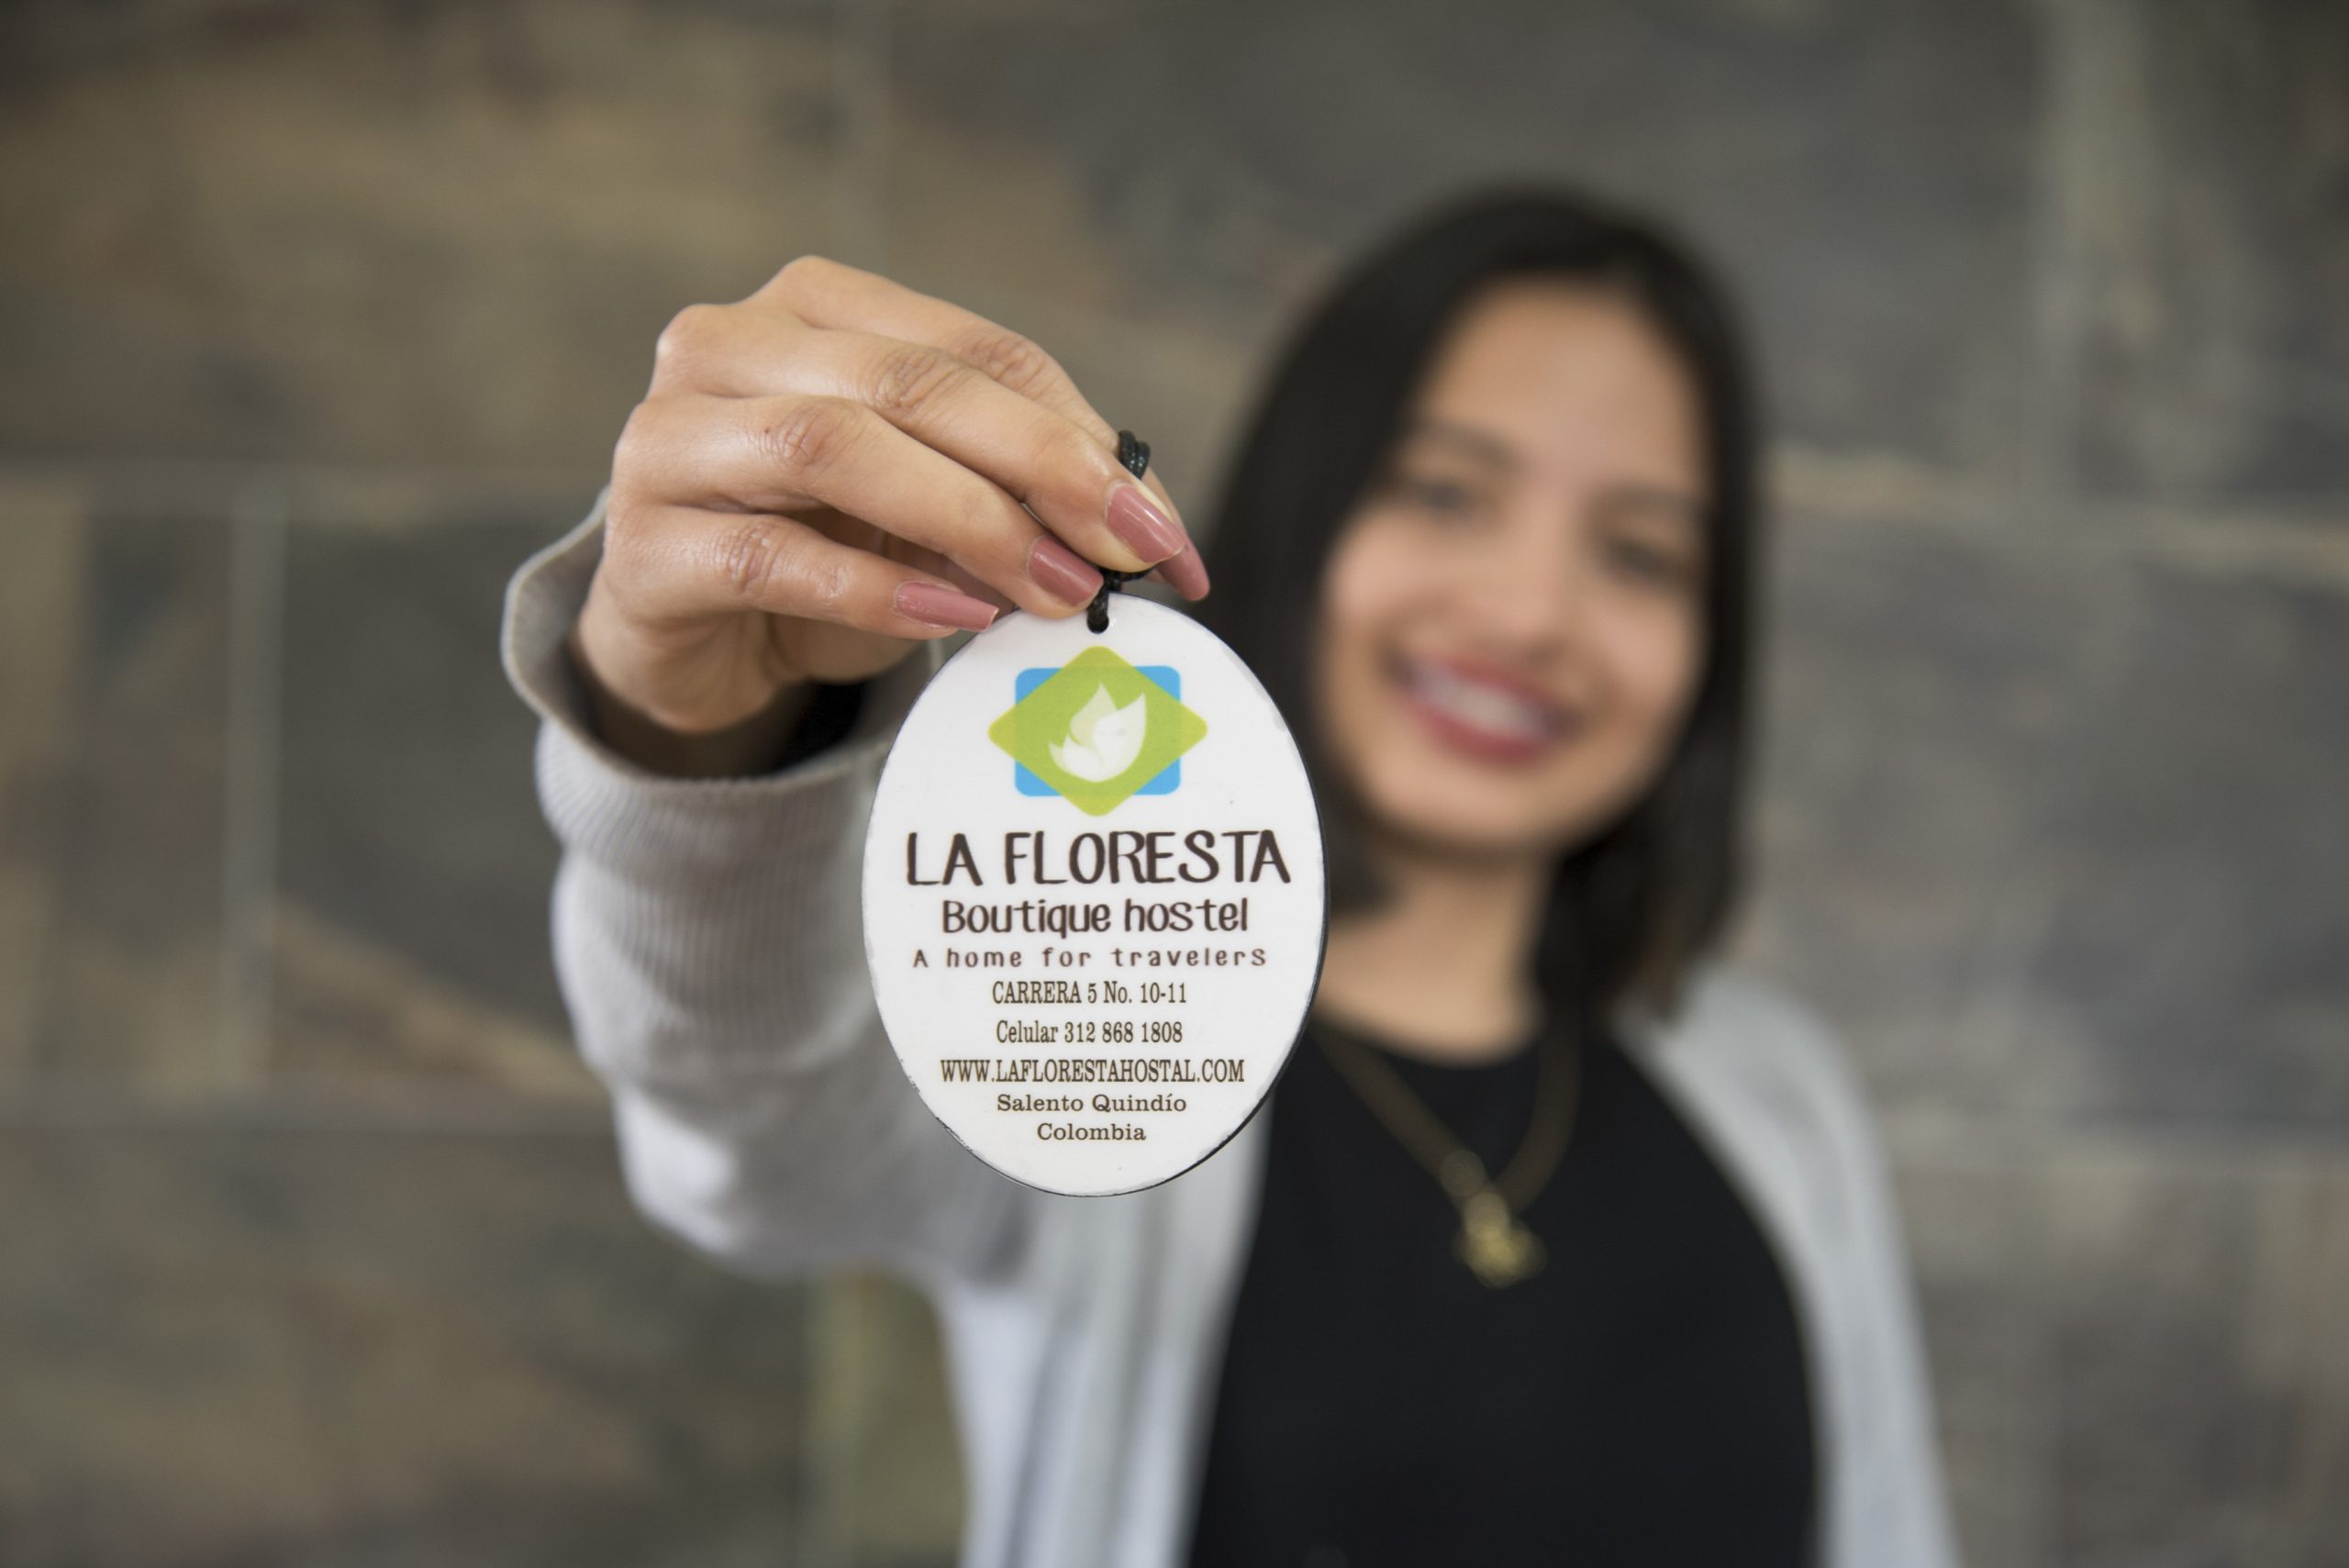 LA FLORESTA
Boutique hostel
A home for travelers
CARRERA 5 No. 10-11
Celular 312 868 1808
WWW.LAFLORESTAHOSTAL.COM
Salento Quindío
Colombia